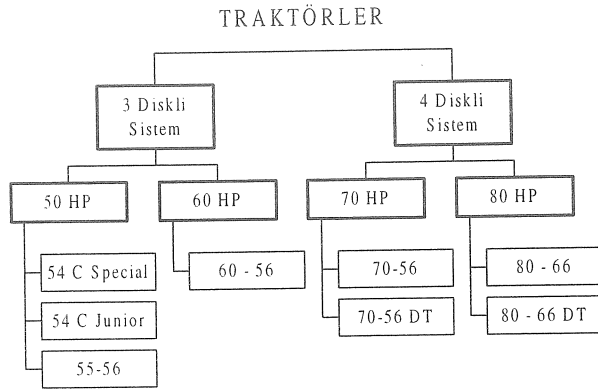 TRAKTÖRLER
3 Diskli
Sistem
4 Diskli
Sistem
50 HP
60 HP
70 HP
80 HP
54 C Special
60 - 56
70-56
80 - 66
54 C Junior
70-56 DT
80 - 66 DT
55-56